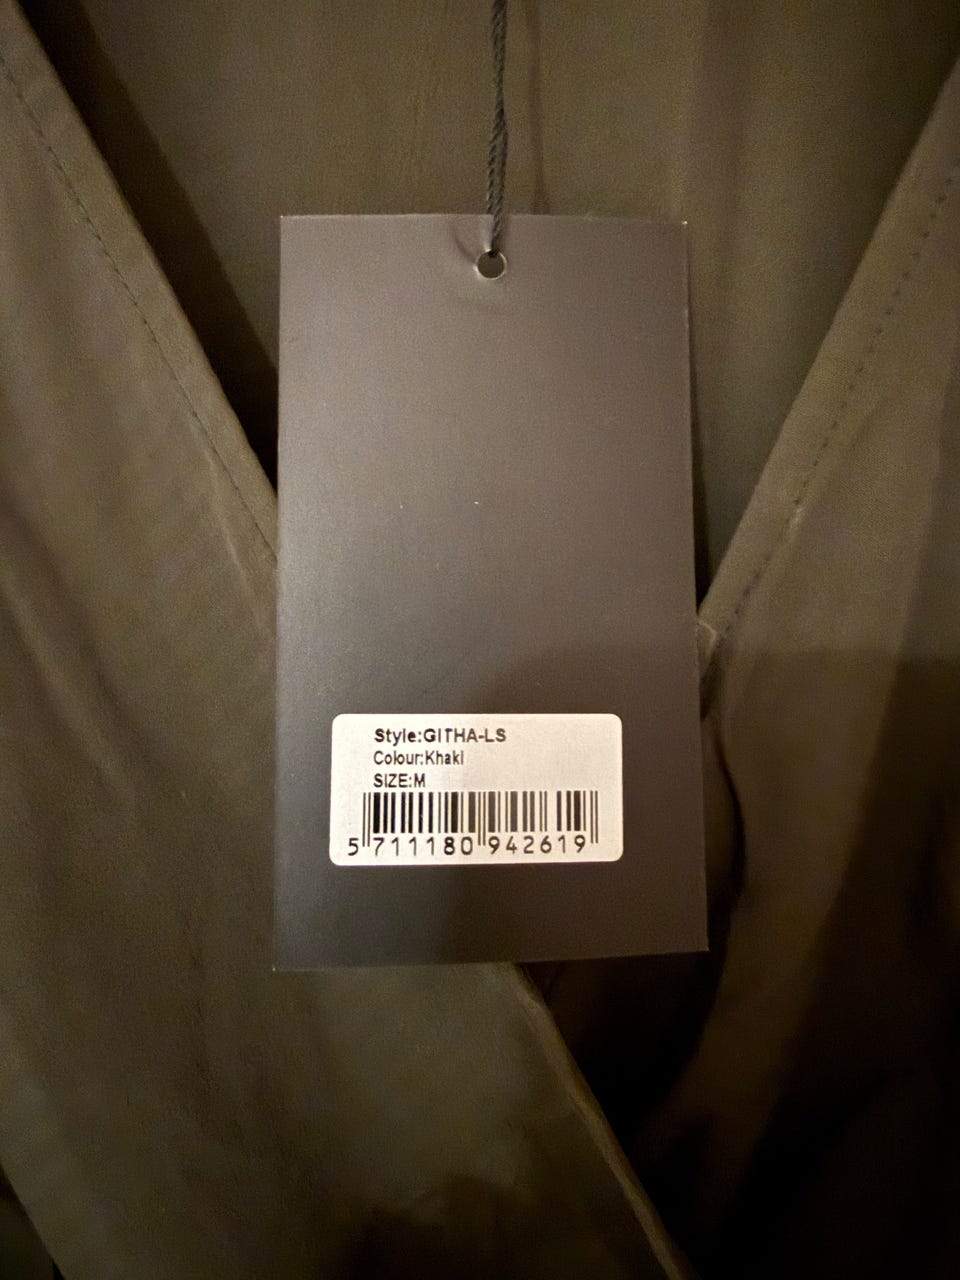 Style:GITHA-LS
Colour:Khaki
SIZE:M
5 711180 942619